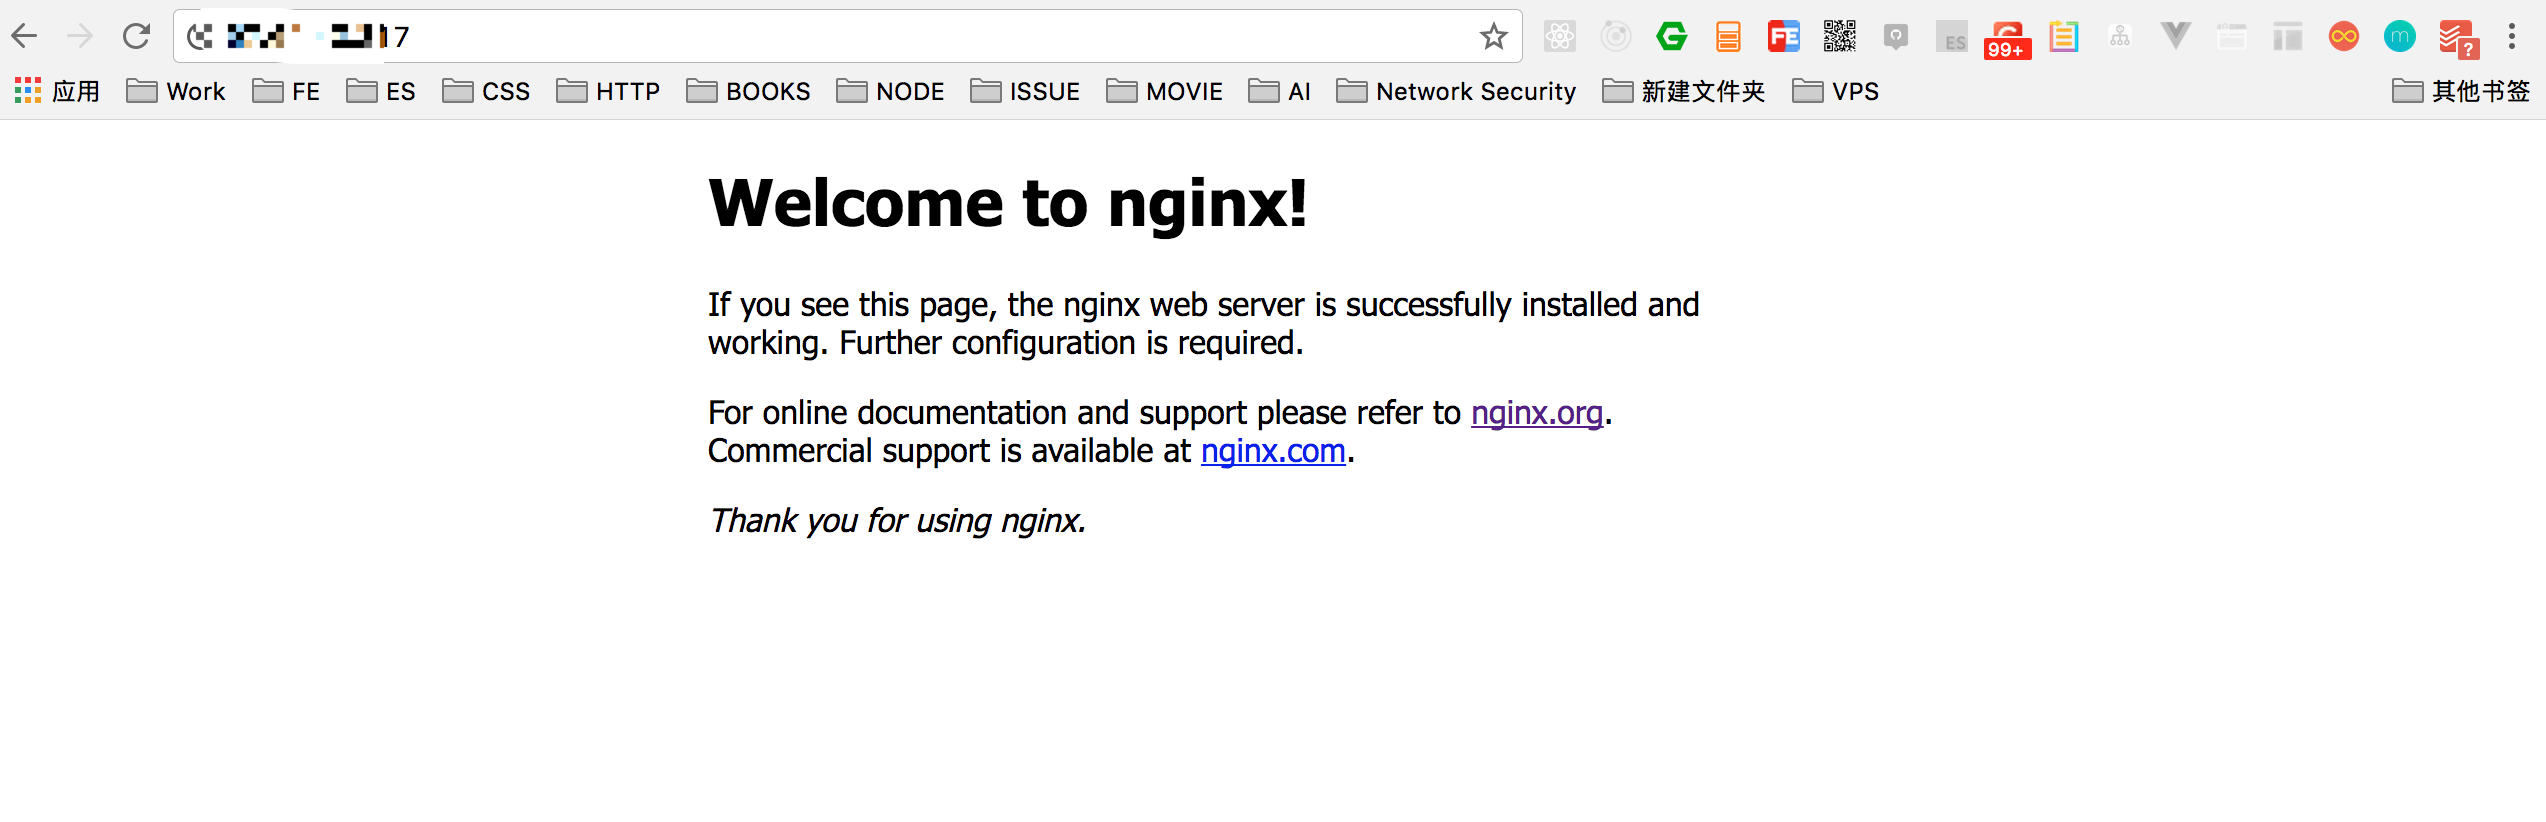 17
FE
ES
99+
m
?
应用 Work FE ES CSS HTTP BOOKS NODE ISSUE MOVIE AI Network Security 新建文件夹 VPS 其他书签
Welcome to nginx!
If you see this page, the nginx web server is successfully installed and
working. Further configuration is required.
For online documentation and support please refer to nginx.org.
Commercial support is available at nginx.com.
Thank you for using nginx.